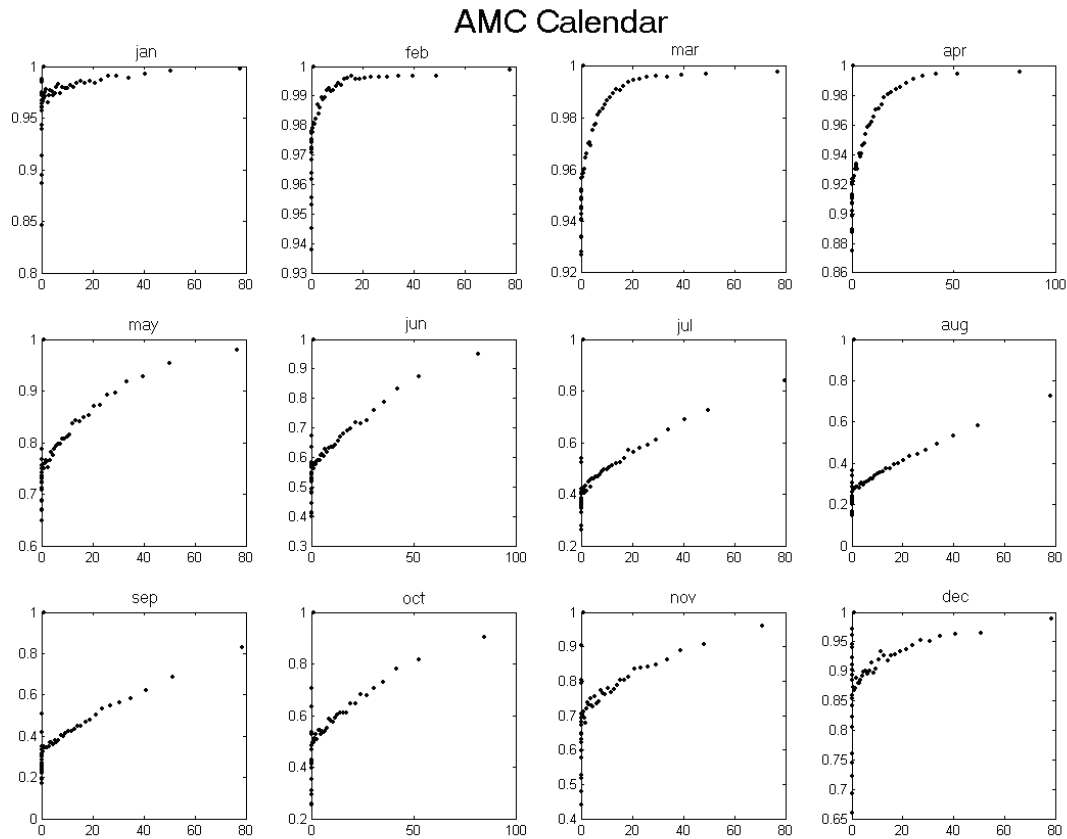 AMC Calendar
jan feb mar apr
1 1 1 1
0.95 0.99 0.98 0.98
0.9 0.98 0.96 0.96
0.85 0.97 0.94 0.94
0.8 0.96 0.92 0.92
0.95 0.9
0.94 0.88
0.93 0.86
0 20 40 60 80 0 20 40 60 80 0 20 40 60 80 0 50 100
may jun jul aug
1 1 1 1
0.9 0.9 0.8 0.8
0.8 0.8 0.6 0.6
0.7 0.7 0.4 0.4
0.6 0.6 0.2 0.2
0.5 0
0.4
0.3
0 20 40 60 80 0 50 100 0 20 40 60 80 0 20 40 60 80
sep oct nov dec
1 1 1 1
0.8 0.8 0.9 0.95
0.6 0.6 0.8 0.9
0.4 0.4 0.7 0.85
0.2 0.2 0.6 0.8
0 0.5 0.75
0.4 0.7
0.65
0 20 40 60 80 0 50 100 0 20 40 60 80 0 20 40 60 80